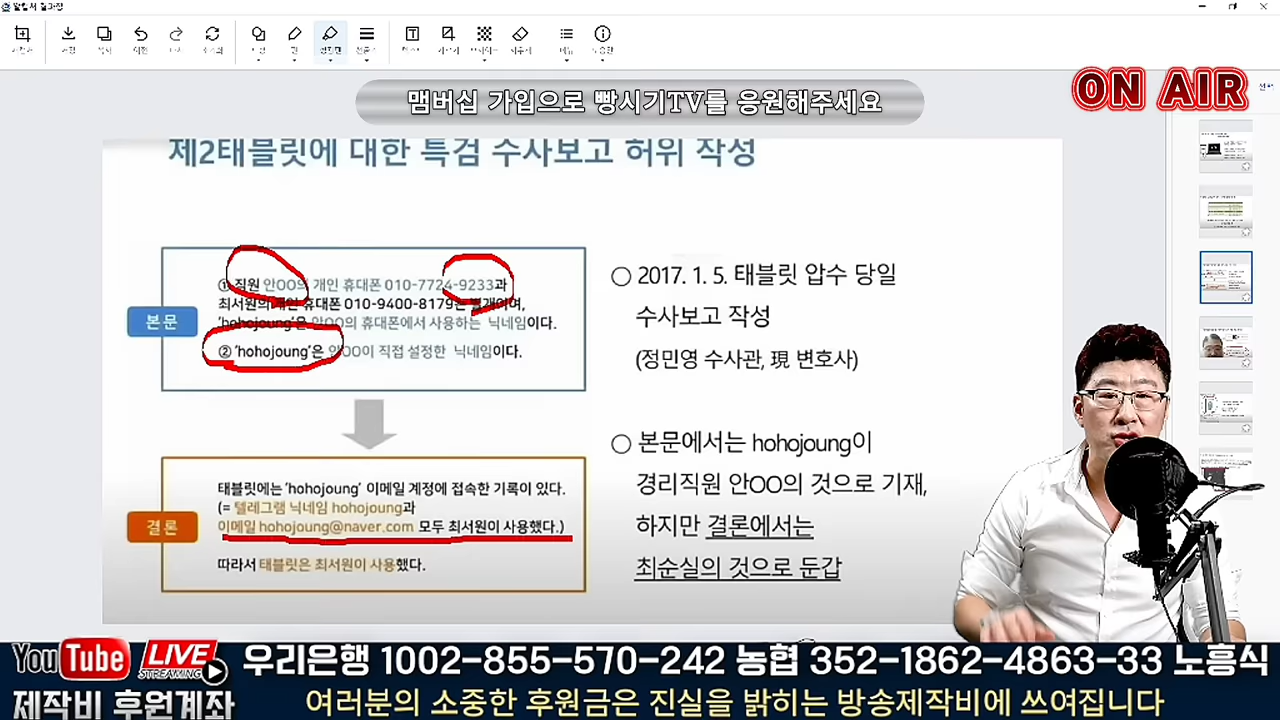 알캡처 결과창
맴버십 가입으로 빵시기TV를 응원해주세요
ON AIR
제2태블릿에 대한 특검 수사보고 허위 작성
본문
① 직원 안OO의 개인 휴대폰 010-7724-9233과
최서원의 개인 휴대폰 010-9400-8179는 별개이며,
'hohojoung'은 안OO의 휴대폰에서 사용하는 닉네임이다.
② 'hohojoung'은 안OO이 직접 설정한 닉네임이다.
결론
태블릿에는 'hohojoung' 이메일 계정에 접속한 기록이 있다.
(= 텔레그램 닉네임 hohojoung과
이메일 hohojoung@naver.com 모두 최서원이 사용했다.)
따라서 태블릿은 최서원이 사용했다.
○ 2017. 1. 5. 태블릿 압수 당일
수사보고 작성
(정민영 수사관, 現 변호사)
○ 본문에서는 hohojoung이
경리직원 안OO의 것으로 기재,
하지만 결론에서는
최순실의 것으로 둔갑
YouTube LIVE STREAMING 우리은행 1002-855-570-242 농협 352-1862-4863-33 노흥식
제작비 후원계좌 여러분의 소중한 후원금은 진실을 밝히는 방송제작비에 쓰여집니다